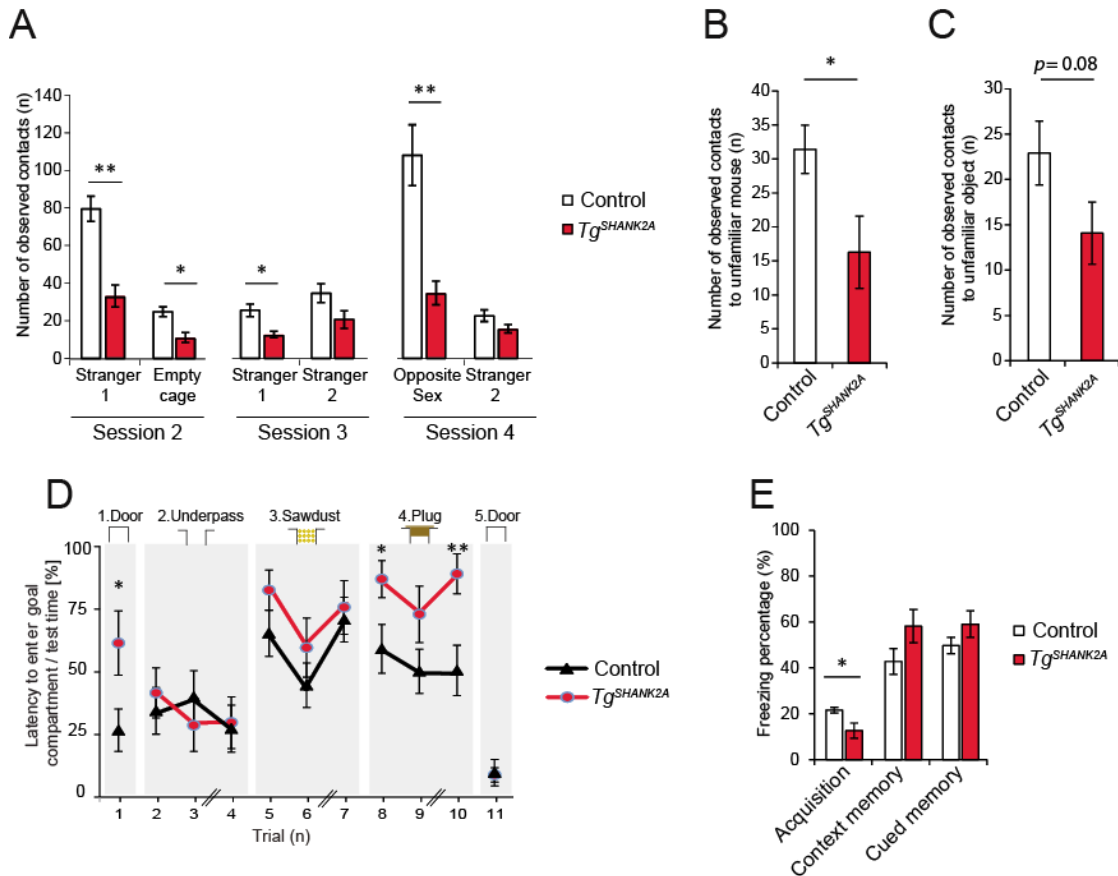 A
Number of observed contacts (n)
140
120
100
80
60
40
20
0
**
*
*
**
Stranger
1
Empty
cage
Stranger
1
Stranger
2
Opposite
Sex
Stranger
2
Session 2
Session 3
Session 4
Control
TgSHANK2A
B
Number of observed contacts
to unfamiliar mouse (n)
40
35
30
25
20
15
10
5
0
*
Control
TgSHANK2A
C
Number of observed contacts
to unfamiliar object (n)
30
25
20
15
10
5
0
p= 0.08
Control
TgSHANK2A
D
1.Door
2.Underpass
3.Sawdust
4.Plug
5.Door
Latency to enter goal
compartment / test time [%]
100
75
50
25
0
*
*
**
1 2 3 4 5 6 7 8 9 10 11
Trial (n)
Control
TgSHANK2A
E
Freezing percentage (%)
100
80
60
40
20
0
*
Acquisition
Context memory
Cued memory
Control
TgSHANK2A